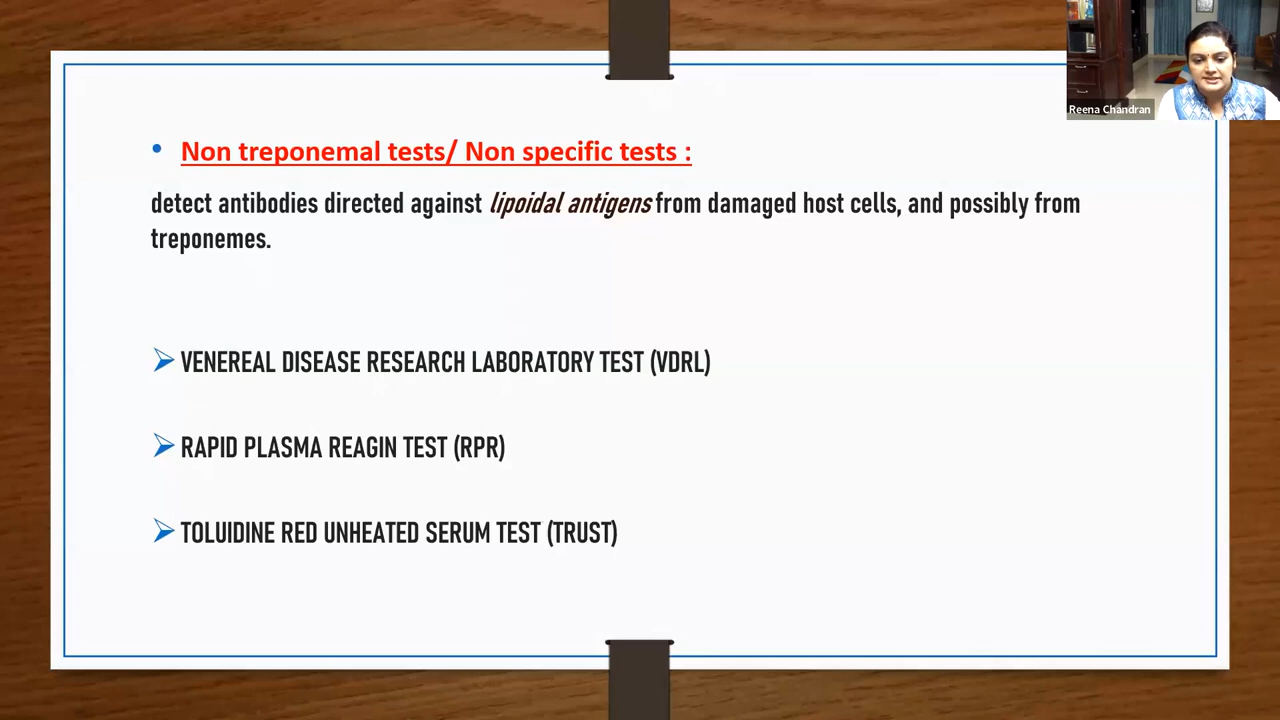 Reena Chandran
• Non treponemal tests/ Non specific tests :
detect antibodies directed against lipoidal antigens from damaged host cells, and possibly from
treponemes.
➢ VENEREAL DISEASE RESEARCH LABORATORY TEST (VDRL)
➢ RAPID PLASMA REAGIN TEST (RPR)
➢ TOLUIDINE RED UNHEATED SERUM TEST (TRUST)